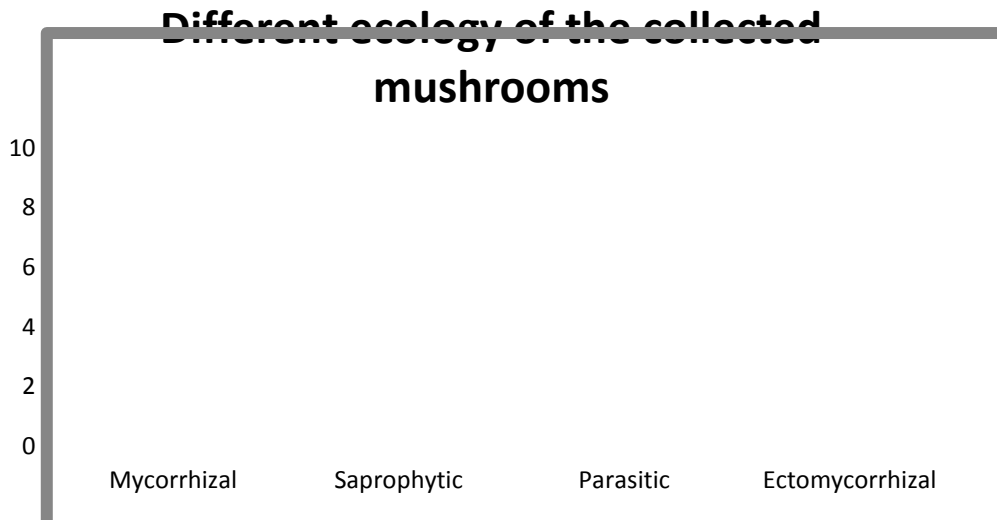 Different ecology of the collected
mushrooms
10
8
6
4
2
0
Mycorrhizal Saprophytic Parasitic Ectomycorrhizal